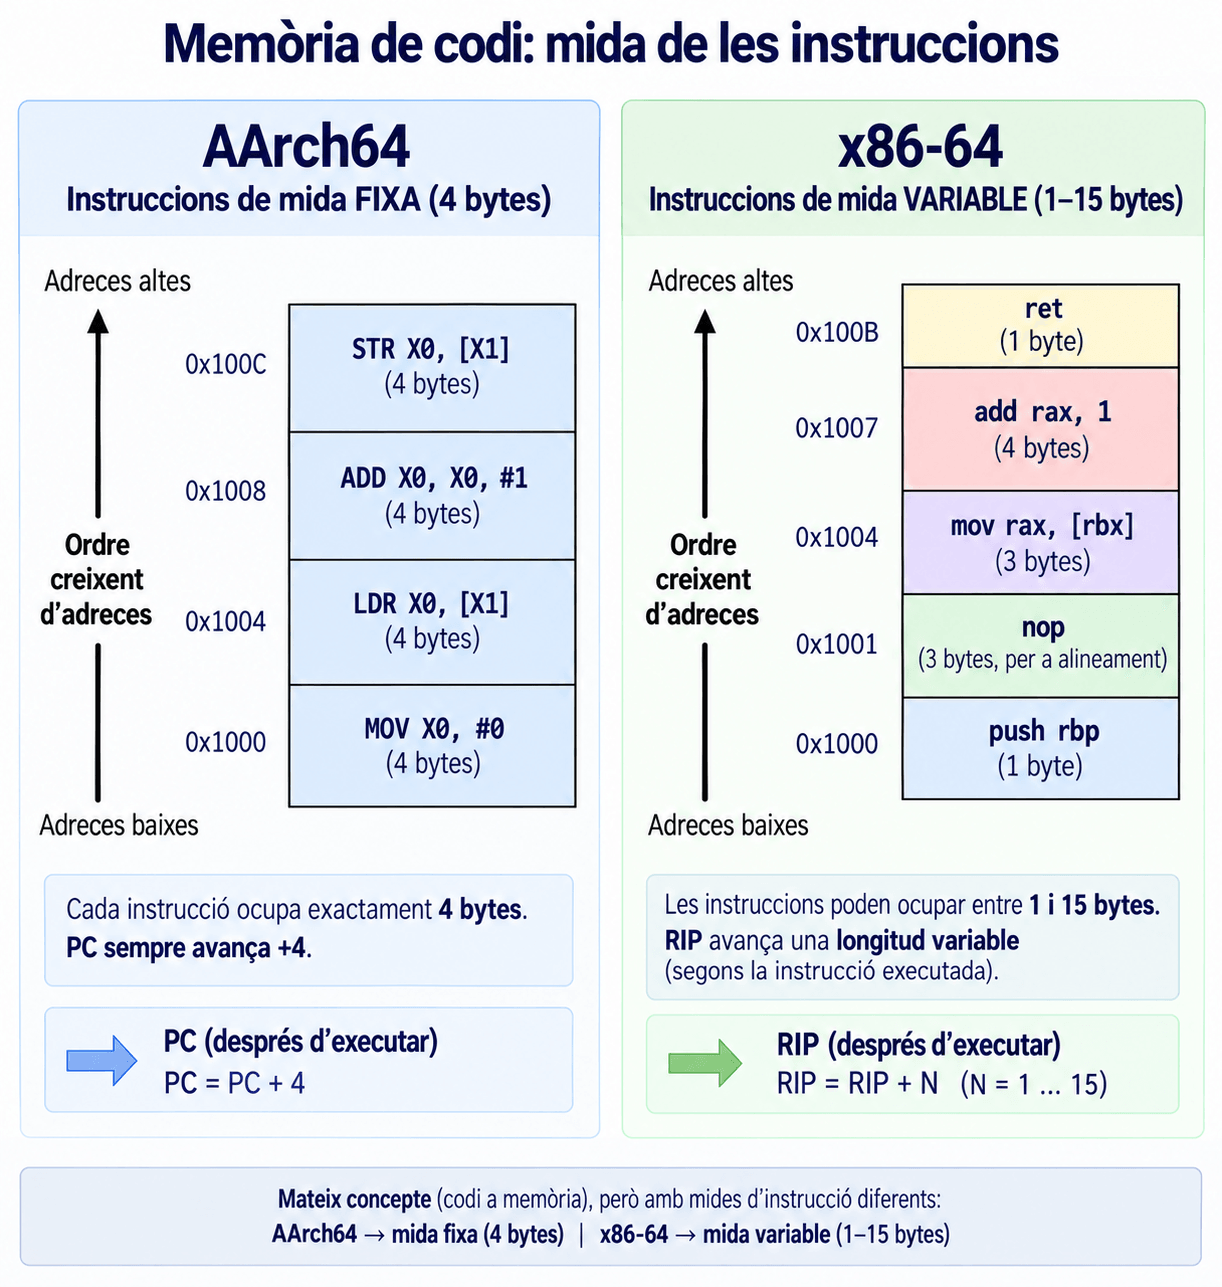 Memòria de codi: mida de les instruccions
AArch64
Instruccions de mida FIXA (4 bytes)
Adreces altes
0x100C
STR X0, [X1]
(4 bytes)
0x1008
ADD X0, X0, #1
(4 bytes)
Ordre
creixent
d'adreces
0x1004
LDR X0, [X1]
(4 bytes)
0x1000
MOV X0, #0
(4 bytes)
Adreces baixes
Cada instrucció ocupa exactament 4 bytes.
PC sempre avança +4.
PC (després d'executar)
PC = PC + 4
x86-64
Instruccions de mida VARIABLE (1–15 bytes)
Adreces altes
0x100B
ret
(1 byte)
0x1007
add rax, 1
(4 bytes)
0x1004
mov rax, [rbx]
(3 bytes)
Ordre
creixent
d'adreces
0x1001
nop
(3 bytes, per a alineament)
0x1000
push rbp
(1 byte)
Adreces baixes
Les instruccions poden ocupar entre 1 i 15 bytes.
RIP avança una longitud variable
(segons la instrucció executada).
RIP (després d'executar)
RIP = RIP + N (N = 1 ... 15)
Mateix concepte (codi a memòria), però amb mides d'instrucció diferents:
AArch64 → mida fixa (4 bytes) | x86-64 → mida variable (1–15 bytes)